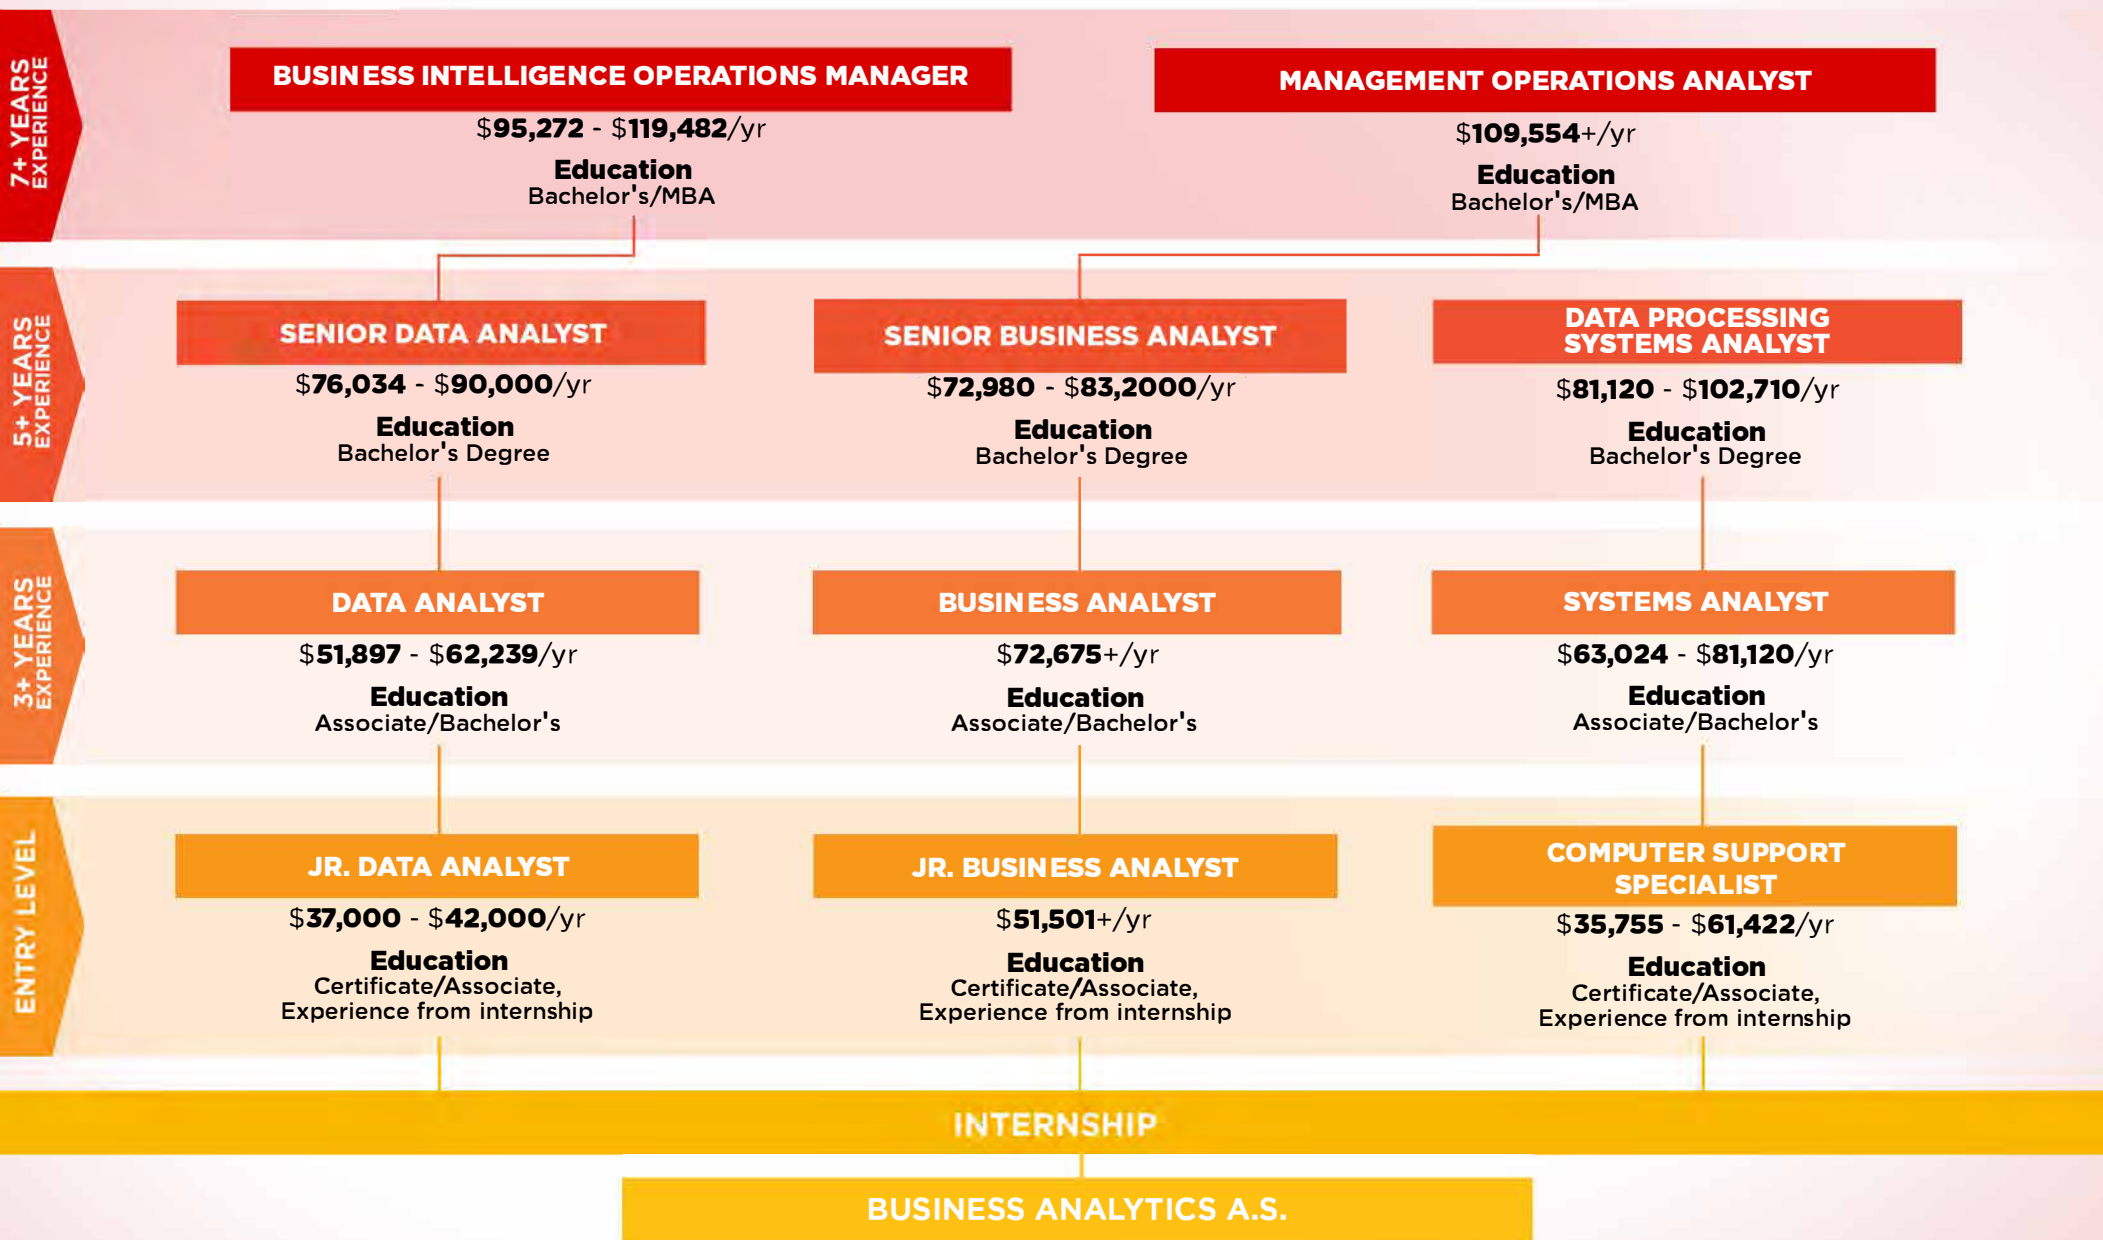 7+ YEARS
EXPERIENCE
BUSINESS INTELLIGENCE OPERATIONS MANAGER
$95,272 - $119,482/yr
Education
Bachelor's/MBA
MANAGEMENT OPERATIONS ANALYST
$109,554+/yr
Education
Bachelor's/MBA
5+ YEARS
EXPERIENCE
SENIOR DATA ANALYST
$76,034 - $90,000/yr
Education
Bachelor's Degree
SENIOR BUSINESS ANALYST
$72,980 - $83,2000/yr
Education
Bachelor's Degree
DATA PROCESSING
SYSTEMS ANALYST
$81,120 - $102,710/yr
Education
Bachelor's Degree
3+ YEARS
EXPERIENCE
DATA ANALYST
$51,897 - $62,239/yr
Education
Associate/Bachelor's
BUSINESS ANALYST
$72,675+/yr
Education
Associate/Bachelor's
SYSTEMS ANALYST
$63,024 - $81,120/yr
Education
Associate/Bachelor's
ENTRY LEVEL
JR. DATA ANALYST
$37,000 - $42,000/yr
Education
Certificate/Associate,
Experience from internship
JR. BUSINESS ANALYST
$51,501+/yr
Education
Certificate/Associate,
Experience from internship
COMPUTER SUPPORT
SPECIALIST
$35,755 - $61,422/yr
Education
Certificate/Associate,
Experience from internship
INTERNSHIP
BUSINESS ANALYTICS A.S.